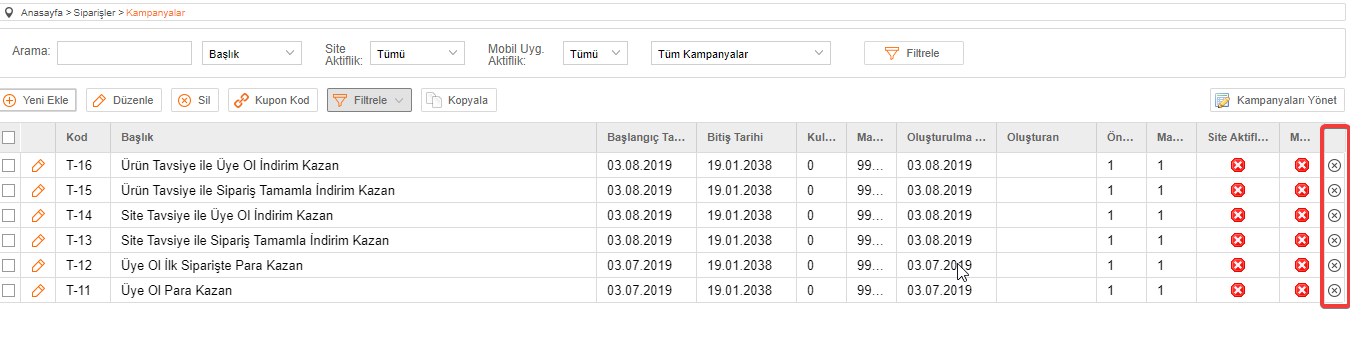 Anasayfa > Siparişler > Kampanyalar
Arama: Başlık Site Aktiflik: Tümü Mobil Uyg. Aktiflik: Tümü Tüm Kampanyalar Filtrele
Yeni Ekle Düzenle Sil Kupon Kod Filtrele Kopyala Kampanyaları Yönet
Kod Başlık Başlangıç Ta... Bitiş Tarihi Kul... Ma... Oluşturulma ... Oluşturan Ön... Ma... Site Aktifl... M...
T-16 Ürün Tavsiye ile Üye Ol İndirim Kazan 03.08.2019 19.01.2038 0 99... 03.08.2019 1 1
T-15 Ürün Tavsiye ile Sipariş Tamamla İndirim Kazan 03.08.2019 19.01.2038 0 99... 03.08.2019 1 1
T-14 Site Tavsiye ile Üye Ol İndirim Kazan 03.08.2019 19.01.2038 0 99... 03.08.2019 1 1
T-13 Site Tavsiye ile Sipariş Tamamla İndirim Kazan 03.08.2019 19.01.2038 0 99... 03.08.2019 1 1
T-12 Üye Ol İlk Siparişte Para Kazan 03.07.2019 19.01.2038 0 99... 03.07.2019 1 1
T-11 Üye Ol Para Kazan 03.07.2019 19.01.2038 0 99... 03.07.2019 1 1